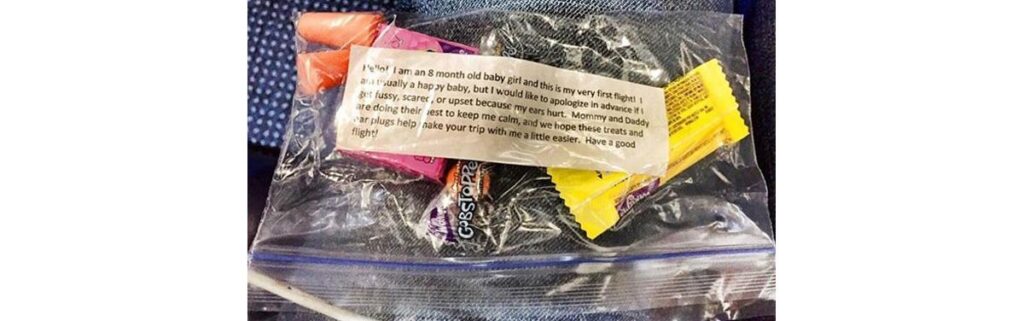 Hello! I am an 8 month old baby girl and this is my very first flight! I
am usually a happy baby, but I would like to apologize in advance if I
get fussy, scared, or upset because my ears hurt. Mommy and Daddy
are doing their best to keep me calm, and we hope these treats and
ear plugs help make your trip with me a little easier. Have a good
flight!
GOBSTOPPER